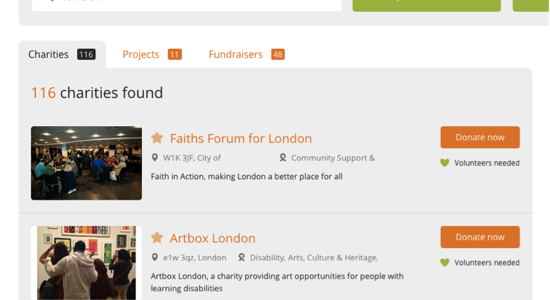 Charities 116 Projects 11 Fundraisers 48
116 charities found
Faiths Forum for London
Donate now
W1K 3JF, City of Community Support &
Volunteers needed
Faith in Action, making London a better place for all
Artbox London
Donate now
e1w 3qz, London Disability, Arts, Culture & Heritage,
Volunteers needed
Artbox London, a charity providing art opportunities for people with
learning disabilities